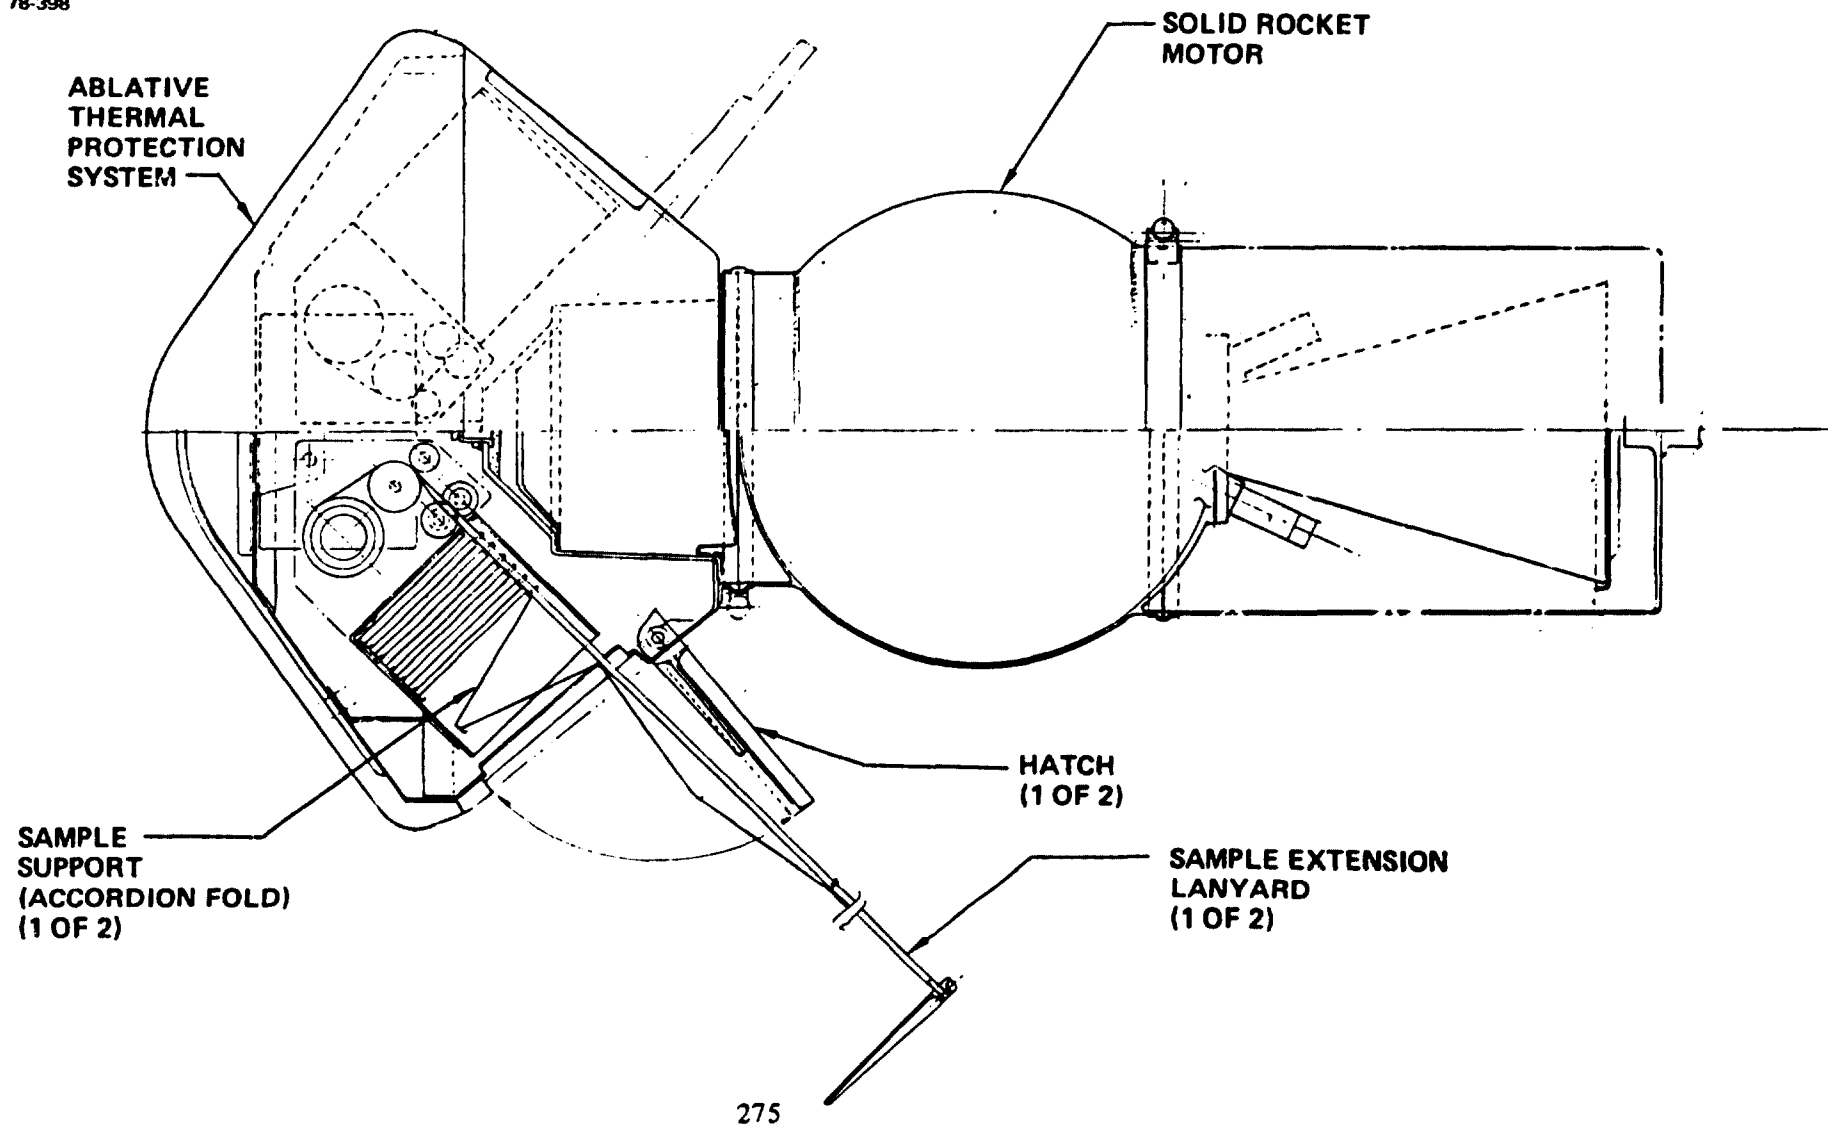 78-398
SOLID ROCKET
MOTOR
ABLATIVE
THERMAL
PROTECTION
SYSTEM
HATCH
(1 OF 2)
SAMPLE
SUPPORT
(ACCORDION FOLD)
(1 OF 2)
SAMPLE EXTENSION
LANYARD
(1 OF 2)
275